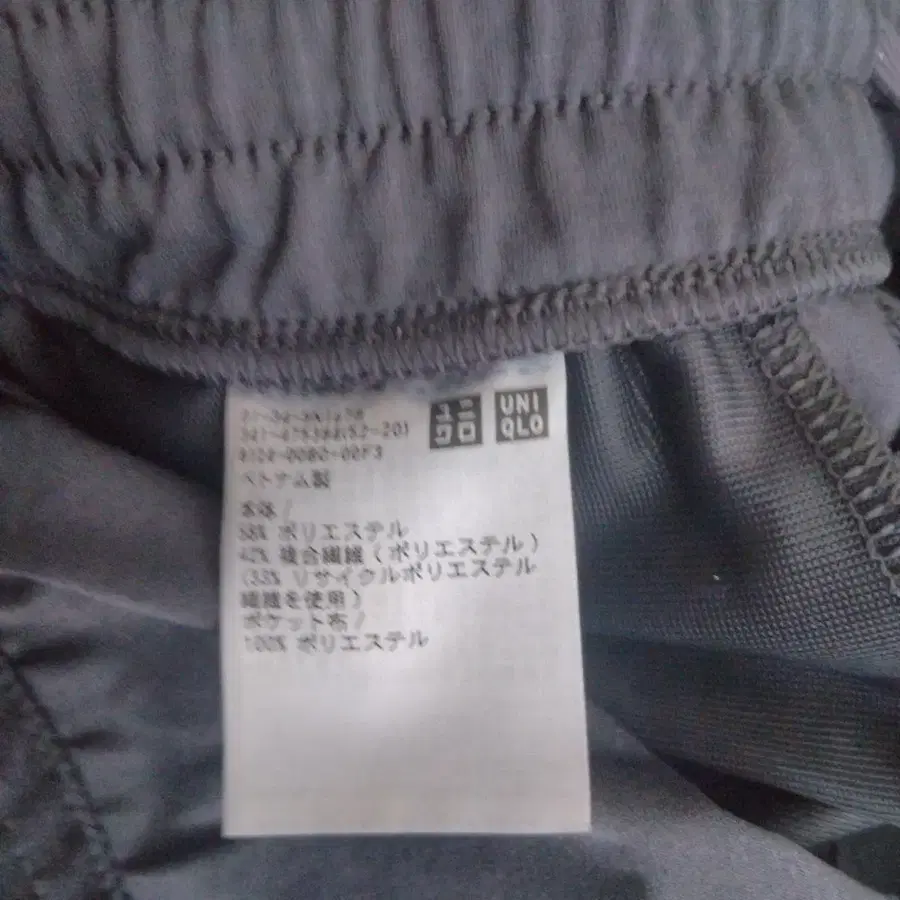 ユニ
クロ
UNI
QLO
ベトナム製
本体/
58% ポリエステル
42% 複合繊維(ポリエステル)
(33% リサイクルポリエステル
繊維を使用)
ポケット布/
100% ポリエステル